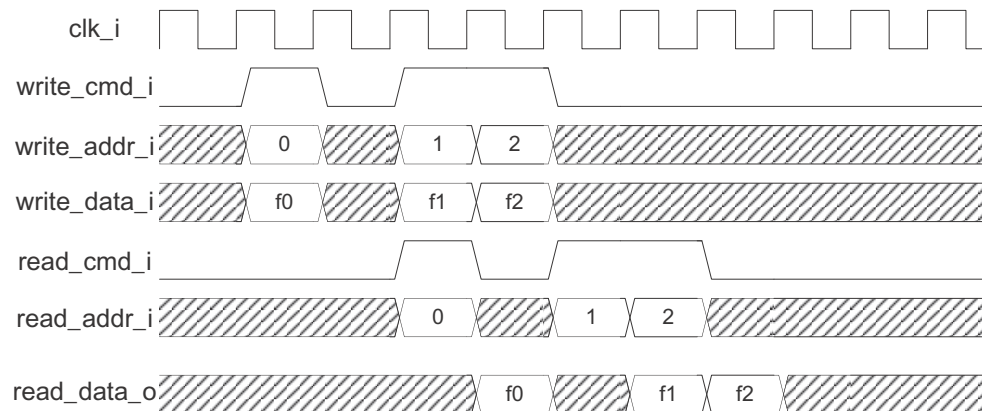 clk_i
write_cmd_i
write_addr_i 0 1 2
write_data_i f0 f1 f2
read_cmd_i
read_addr_i 0 1 2
read_data_o f0 f1 f2